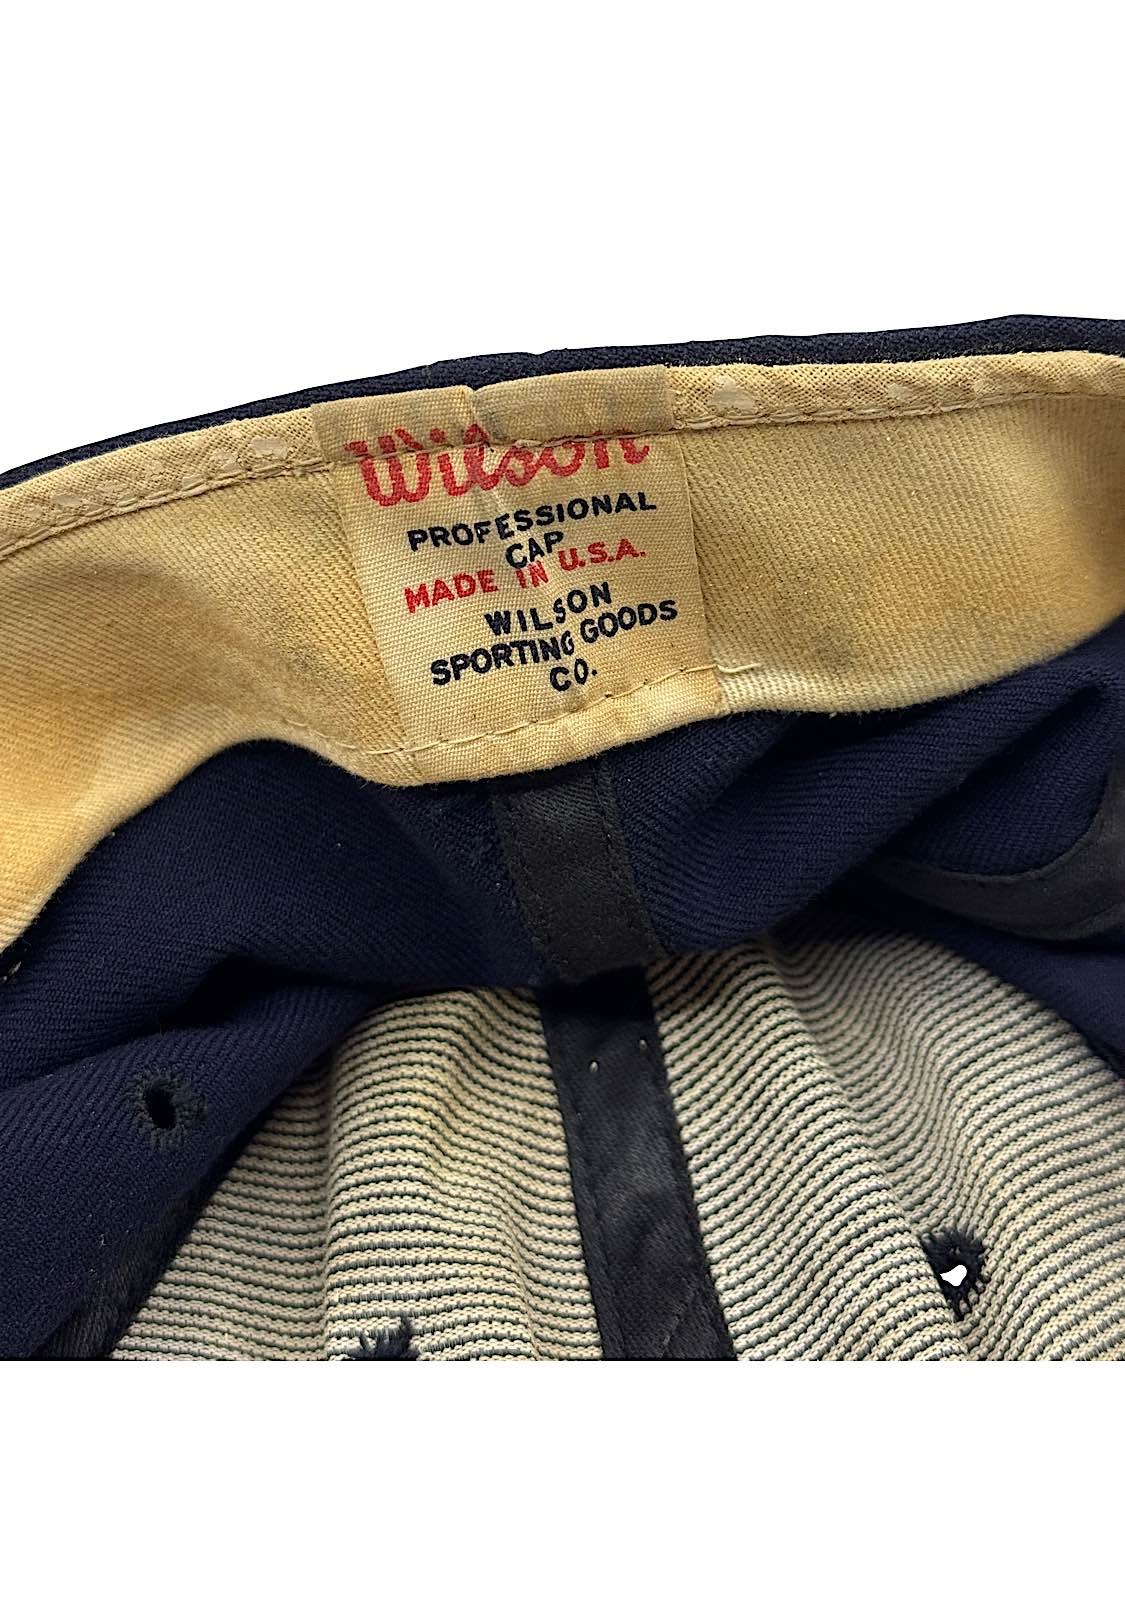 Wilson
PROFESSIONAL
CAP
MADE IN U.S.A.
WILSON
SPORTING GOODS
CO.